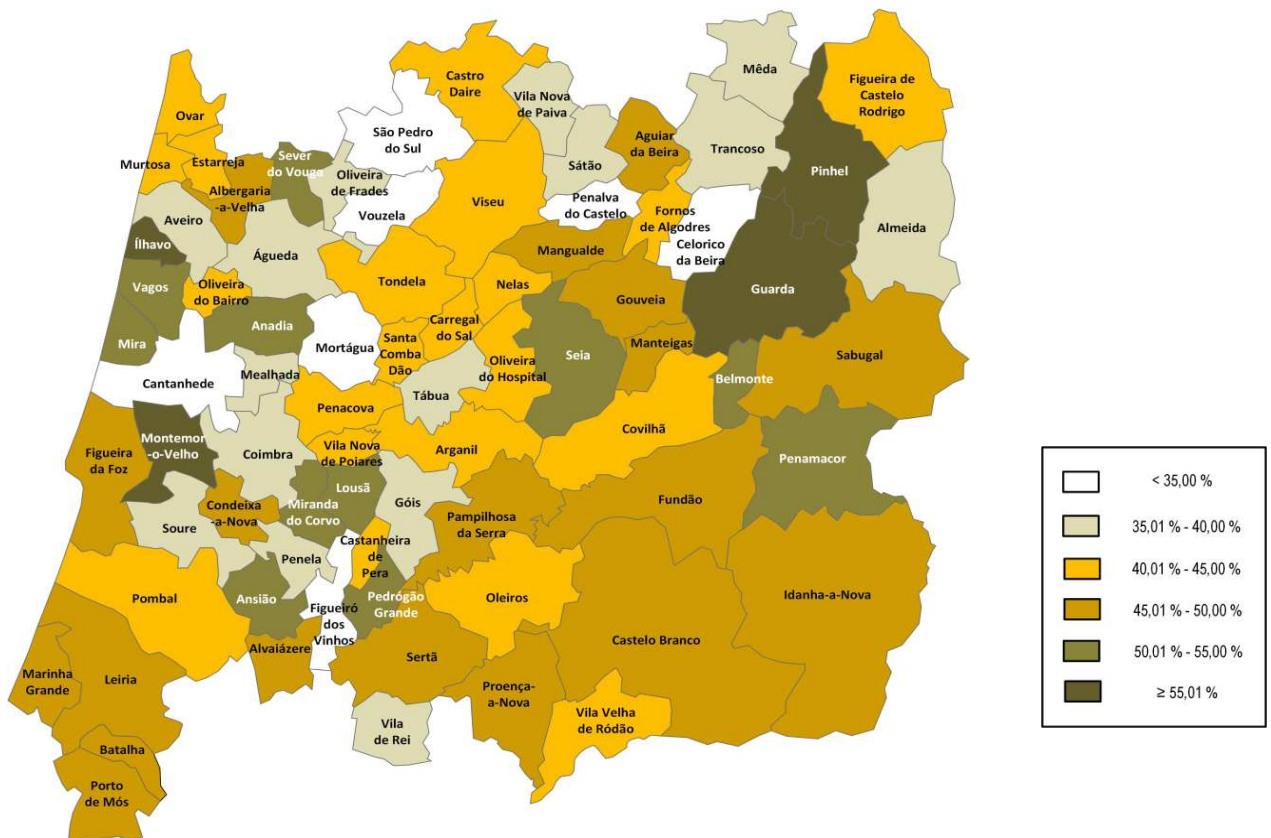 Mêda
Castro
Daire
Figueira de
Castelo
Rodrigo
Vila Nova
de Paiva
Ovar
São Pedro
do Sul
Aguiar
da Beira
Trancoso
Murtosa
Estarreja
Sever
do Vouga
Sátão
Pinhel
Albergaria
-a-Velha
Oliveira
de Frades
Viseu
Penalva
do Castelo
Vouzela
Fornos
de Algodres
Aveiro
Almeida
Ílhavo
Águeda
Mangualde
Celorico
da Beira
Vagos
Oliveira
do Bairro
Tondela
Nelas
Gouveia
Guarda
Mira
Anadia
Mortágua
Carregal
do Sal
Santa
Comba
Dão
Manteigas
Seia
Sabugal
Cantanhede
Mealhada
Oliveira
do Hospital
Belmonte
Tábua
Penacova
Covilhã
Montemor
-o-Velho
Figueira
da Foz
Coimbra
Vila Nova
de Poiares
Arganil
Penamacor
Lousã
Góis
Fundão
Condeixa
-a-Nova
Miranda
do Corvo
Soure
Pampilhosa
da Serra
Castanheira
de
Pera
Penela
Pombal
Ansião
Figueiró
dos
Vinhos
Pedrógão
Grande
Oleiros
Idanha-a-Nova
Castelo Branco
Alvaiázere
Sertã
Marinha
Grande
Leiria
Proença-
a-Nova
Vila
de Rei
Vila Velha
de Ródão
Batalha
Porto
de Mós
< 35,00 %
35,01 % - 40,00 %
40,01 % - 45,00 %
45,01 % - 50,00 %
50,01 % - 55,00 %
≥ 55,01 %